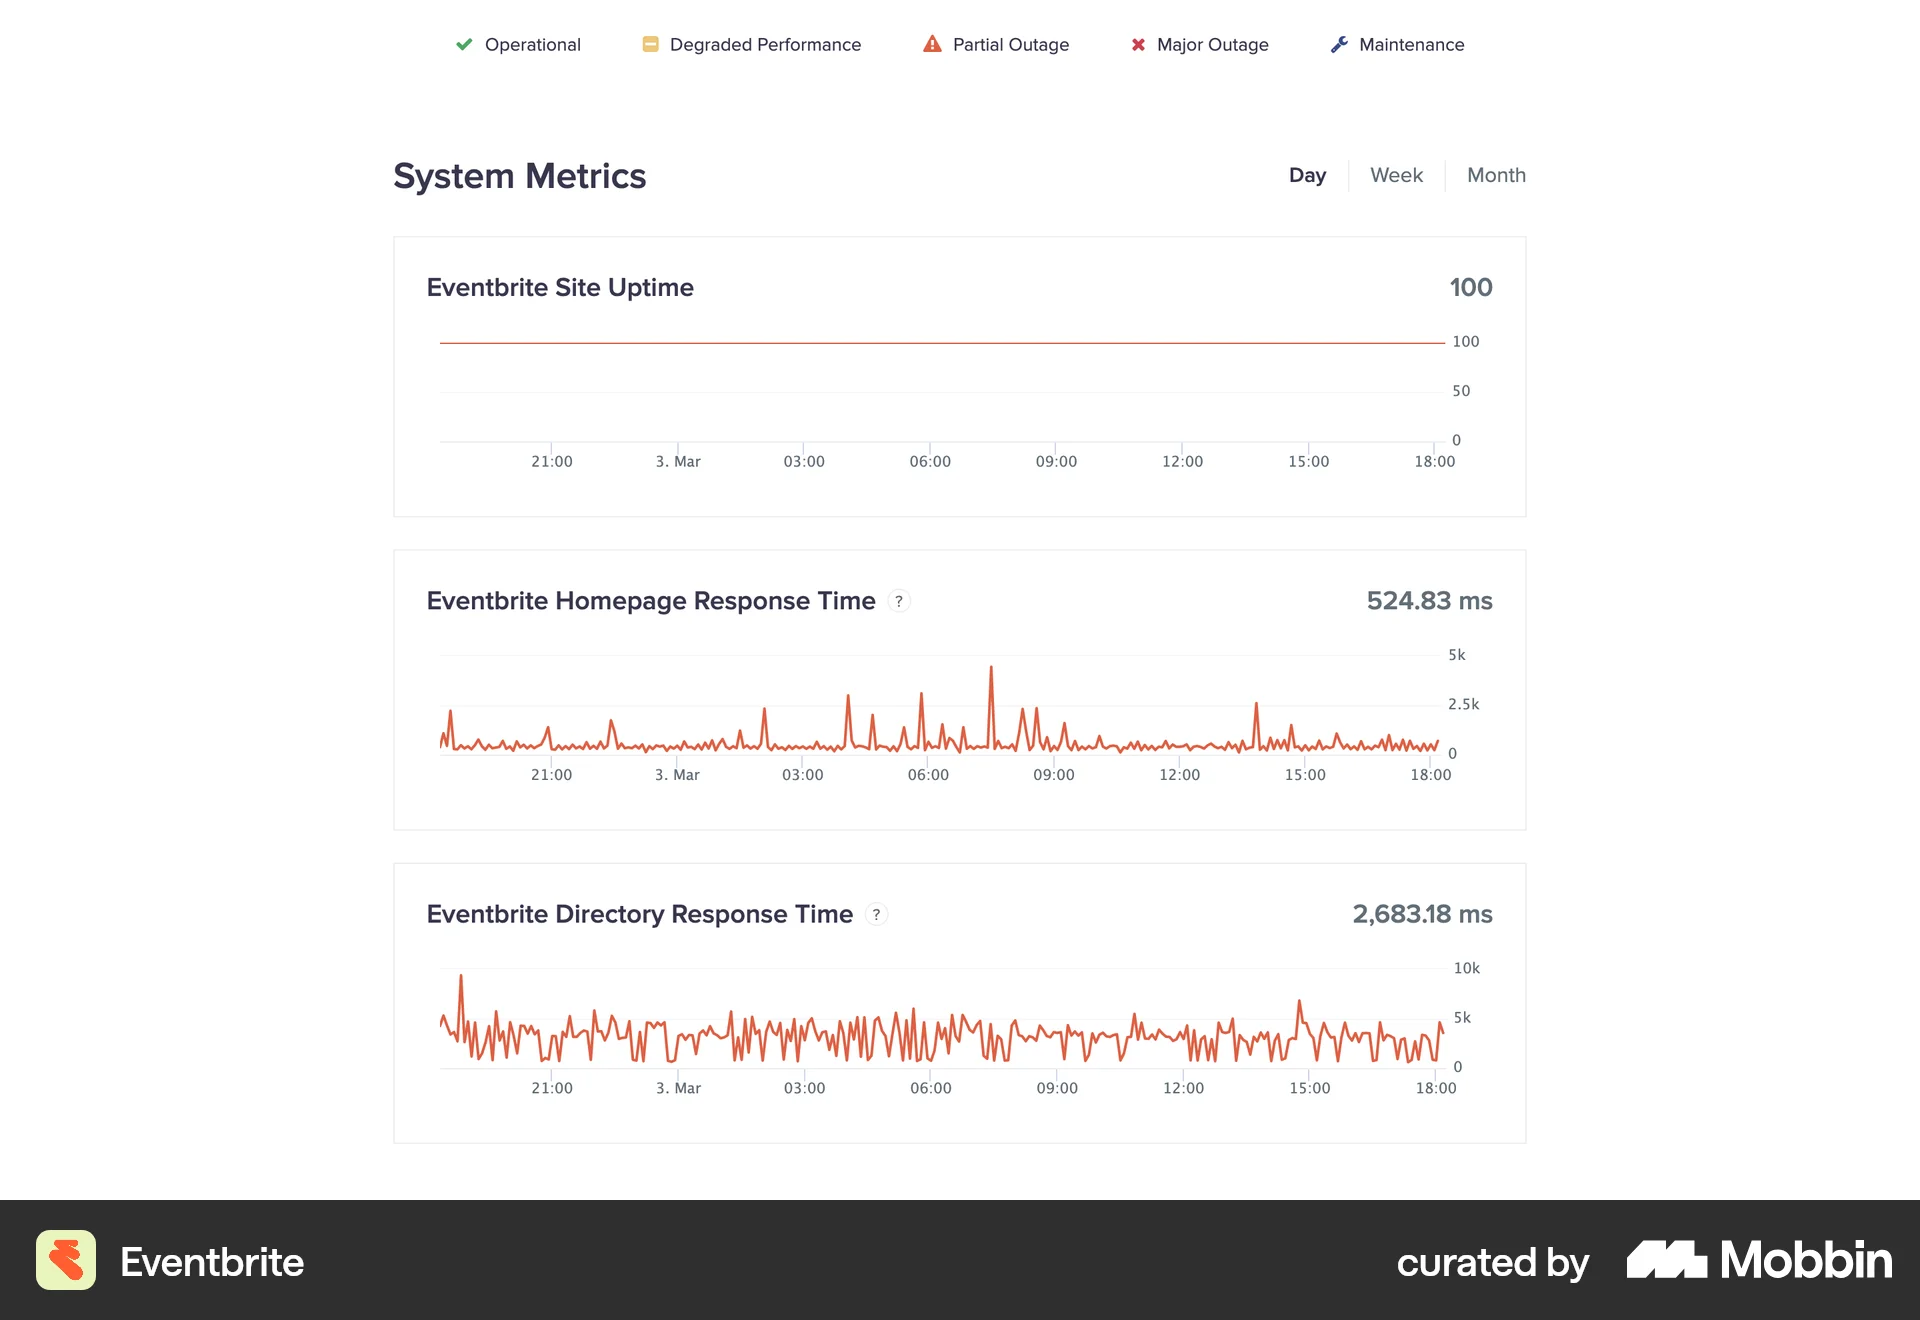 Operational Degraded Performance Partial Outage Major Outage Maintenance
System Metrics Day Week Month
Eventbrite Site Uptime 100
100
50
0
21:00 3. Mar 03:00 06:00 09:00 12:00 15:00 18:00
Eventbrite Homepage Response Time ? 524.83 ms
5k
2.5k
0
21:00 3. Mar 03:00 06:00 09:00 12:00 15:00 18:00
Eventbrite Directory Response Time ? 2,683.18 ms
10k
5k
0
21:00 3. Mar 03:00 06:00 09:00 12:00 15:00 18:00
Eventbrite curated by Mobbin